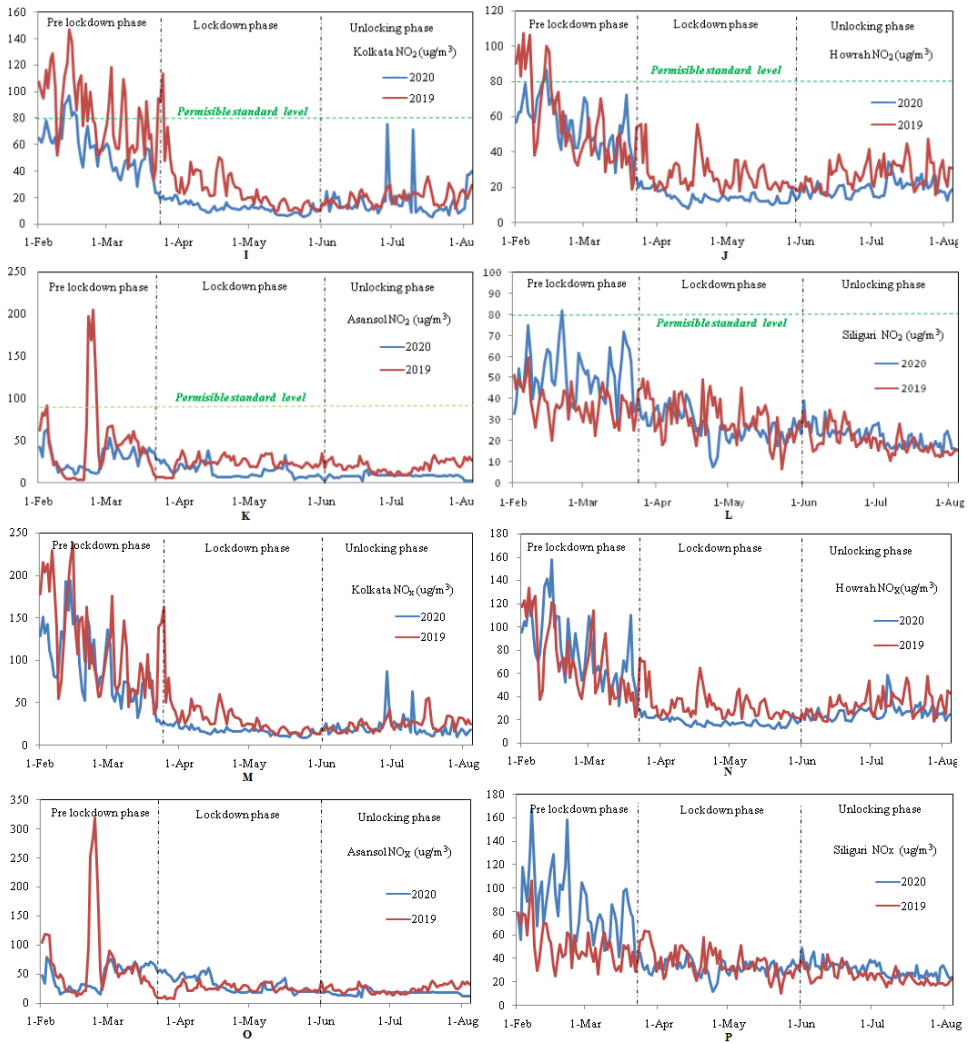 Pre lockdown phase
Lockdown phase
Unlocking phase
Kolkata NO2 (ug/m3)
2020
2019
Permisible standard level
160
140
120
100
80
60
40
20
0
1-Feb 1-Mar 1-Apr 1-May 1-Jun 1-Jul 1-Aug
I
Pre lockdown phase
Lockdown phase
Unlocking phase
Howrah NO2 (ug/m3)
2020
2019
Permisible standard level
120
100
80
60
40
20
0
1-Feb 1-Mar 1-Apr 1-May 1-Jun 1-Jul 1-Aug
J
Pre lockdown phase
Lockdown phase
Unlocking phase
Asansol NO2 (ug/m3)
2020
2019
Permisible standard level
250
200
150
100
50
0
1-Feb 1-Mar 1-Apr 1-May 1-Jun 1-Jul 1-Aug
K
Pre lockdown phase
Lockdown phase
Unlocking phase
Siliguri NO2 (ug/m3)
2020
2019
Permisible standard level
100
90
80
70
60
50
40
30
20
10
0
1-Feb 1-Mar 1-Apr 1-May 1-Jun 1-Jul 1-Aug
L
Pre lockdown phase
Lockdown phase
Unlocking phase
Kolkata NOx (ug/m3)
2020
2019
250
200
150
100
50
0
1-Feb 1-Mar 1-Apr 1-May 1-Jun 1-Jul 1-Aug
M
Pre lockdown phase
Lockdown phase
Unlocking phase
Howrah NOX (ug/m3)
2020
2019
180
160
140
120
100
80
60
40
20
0
1-Feb 1-Mar 1-Apr 1-May 1-Jun 1-Jul 1-Aug
N
Pre lockdown phase
Lockdown phase
Unlocking phase
Asansol NOX (ug/m3)
2020
2019
350
300
250
200
150
100
50
0
1-Feb 1-Mar 1-Apr 1-May 1-Jun 1-Jul 1-Aug
O
Pre lockdown phase
Lockdown phase
Unlocking phase
Siliguri NOx (ug/m3)
2020
2019
180
160
140
120
100
80
60
40
20
0
1-Feb 1-Mar 1-Apr 1-May 1-Jun 1-Jul 1-Aug
P